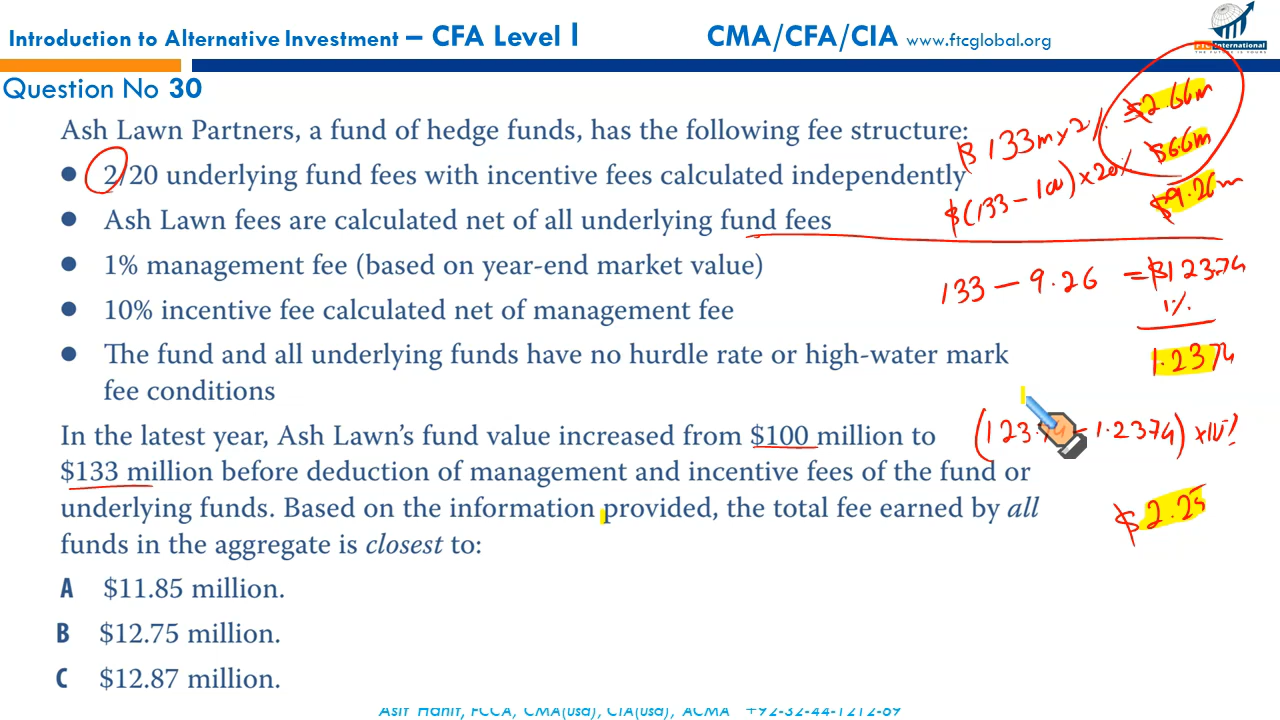 Introduction to Alternative Investment – CFA Level I CMA/CFA/CIA www.ftcglobal.org
FTC International
Question No 30
Ash Lawn Partners, a fund of hedge funds, has the following fee structure:
● 2/20 underlying fund fees with incentive fees calculated independently
● Ash Lawn fees are calculated net of all underlying fund fees
● 1% management fee (based on year-end market value)
● 10% incentive fee calculated net of management fee
● The fund and all underlying funds have no hurdle rate or high-water mark
fee conditions
In the latest year, Ash Lawn's fund value increased from $100 million to
$133 million before deduction of management and incentive fees of the fund or
underlying funds. Based on the information provided, the total fee earned by all
funds in the aggregate is closest to:
A $11.85 million.
B $12.75 million.
C $12.87 million.
$133m x 2% = $2.66m
$(133 - 100) x 20% $6.6m
$9.26m
133 - 9.26 = $123.74
1%
1.2374
- 1.2374) x 10%
$2.25
Asif Hanif, FCCA, CMA(usa), CIA(usa), ACMA +92-32-44-1212-89